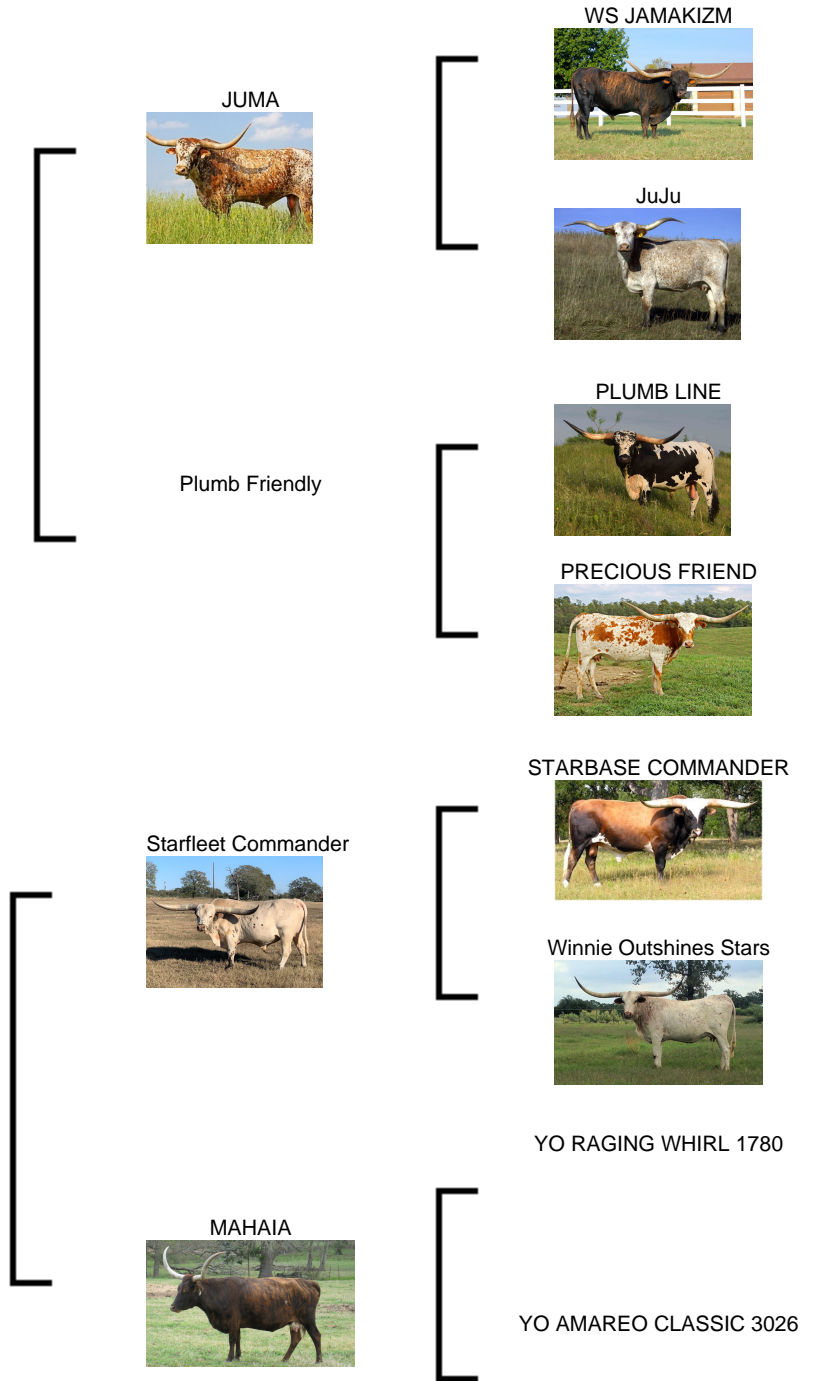 WS JAMAKIZM
JUMA
JuJu
PLUMB LINE
Plumb Friendly
PRECIOUS FRIEND
STARBASE COMMANDER
Starfleet Commander
Winnie Outshines Stars
YO RAGING WHIRL 1780
MAHAIA
YO AMAREO CLASSIC 3026